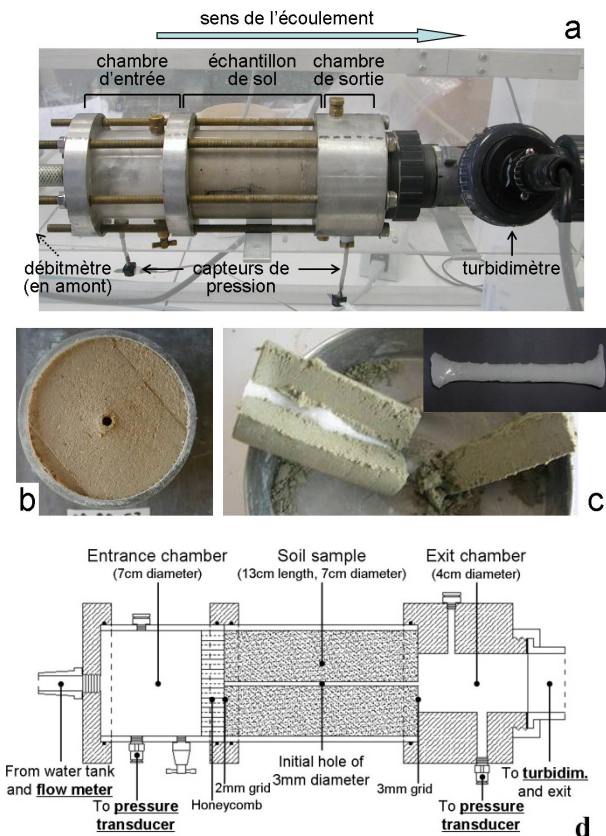 sens de l'écoulement
a
chambre d'entrée
échantillon de sol
chambre de sortie
débitmètre (en amont)
capteurs de pression
turbidimètre
b
c
Entrance chamber
(7cm diameter)
Soil sample
(13cm length, 7cm diameter)
Exit chamber
(4cm diameter)
From water tank
and flow meter
To pressure
transducer
Honeycomb
2mm grid
Initial hole of
3mm diameter
3mm grid
To pressure
transducer
To turbidim.
and exit
d